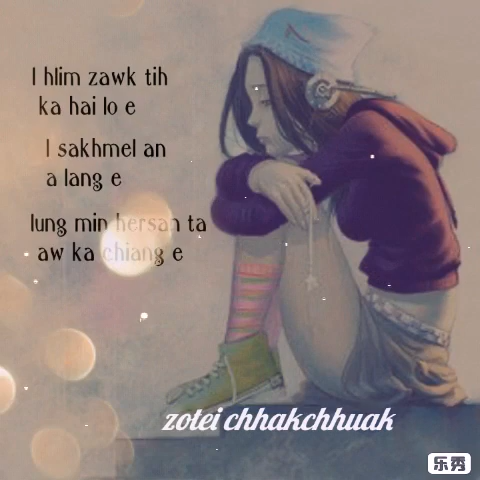 I hlim zawk tih
ka hai lo e
I sakhmel an
a lang e
lung min hersan ta
aw ka chiang e
zotei chhakchhuak
乐秀